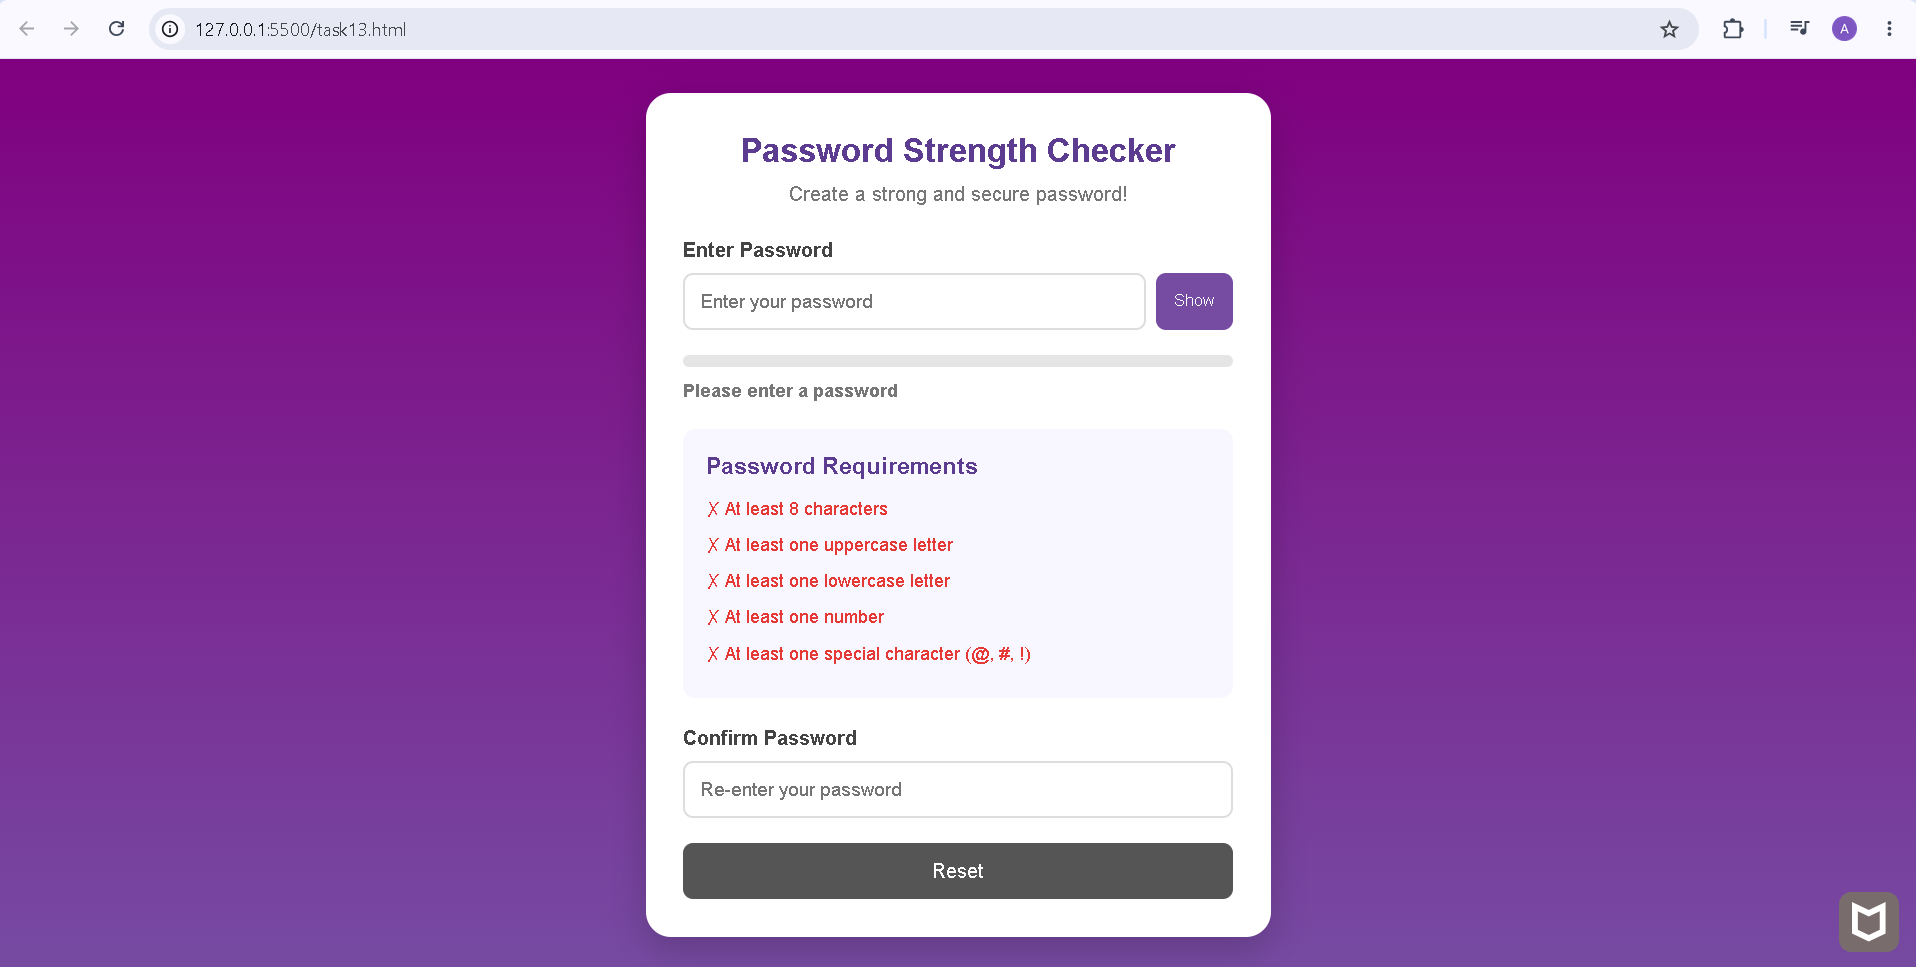 127.0.0.1:5500/task13.html
A
Password Strength Checker
Create a strong and secure password!
Enter Password
Enter your password
Show
Please enter a password
Password Requirements
✗ At least 8 characters
✗ At least one uppercase letter
✗ At least one lowercase letter
✗ At least one number
✗ At least one special character (@, #, !)
Confirm Password
Re-enter your password
Reset